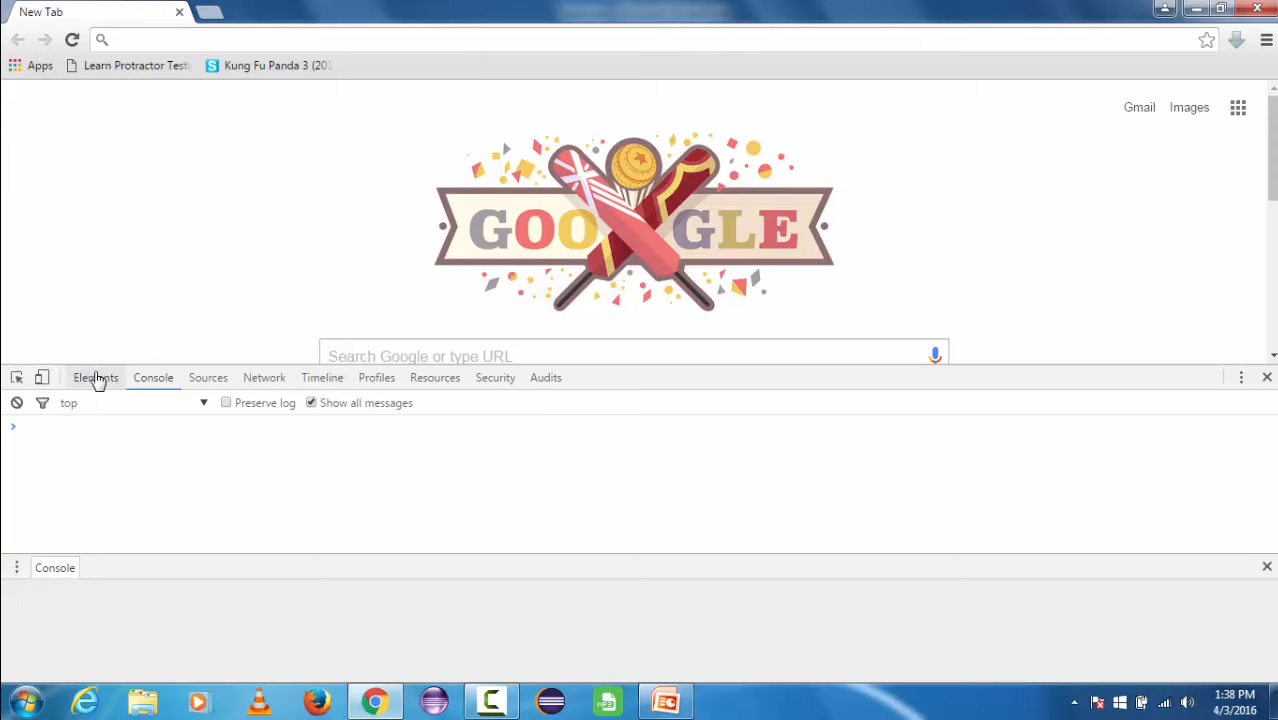 New Tab
Apps Learn Protractor Testi Kung Fu Panda 3 (201
Gmail Images
GOOGLE
Search Google or type URL
Elements Console Sources Network Timeline Profiles Resources Security Audits
top Preserve log Show all messages
Console
1:38 PM
4/3/2016